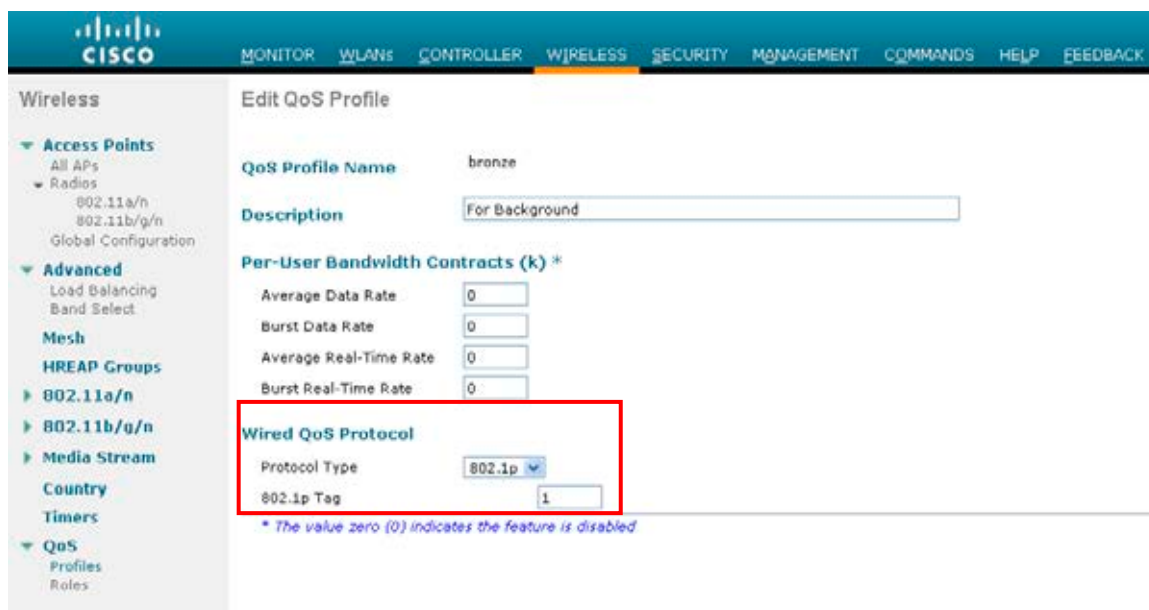 CISCO
MONITOR WLANs CONTROLLER WIRELESS SECURITY MANAGEMENT COMMANDS HELP FEEDBACK
Wireless
Access Points
All APs
Radios
802.11a/n
802.11b/g/n
Global Configuration
Advanced
Load Balancing
Band Select
Mesh
HREAP Groups
802.11a/n
802.11b/g/n
Media Stream
Country
Timers
QoS
Profiles
Roles
Edit QoS Profile
QoS Profile Name bronze
Description For Background
Per-User Bandwidth Contracts (k) *
Average Data Rate 0
Burst Data Rate 0
Average Real-Time Rate 0
Burst Real-Time Rate 0
Wired QoS Protocol
Protocol Type 802.1p
802.1p Tag 1
* The value zero (0) indicates the feature is disabled